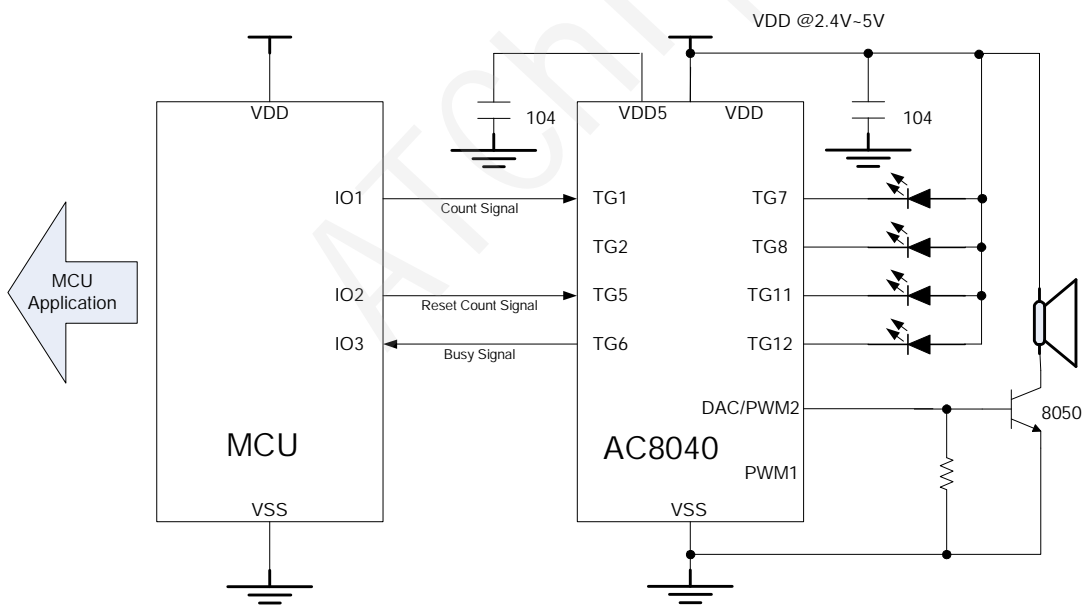 VDD @2.4V~5V
VDD
VDD5
VDD
104
104
IO1
Count Signal
TG1
TG7
TG2
TG8
MCU
Application
IO2
Reset Count Signal
TG5
TG11
IO3
Busy Signal
TG6
TG12
DAC/PWM2
8050
MCU
AC8040
PWM1
VSS
VSS